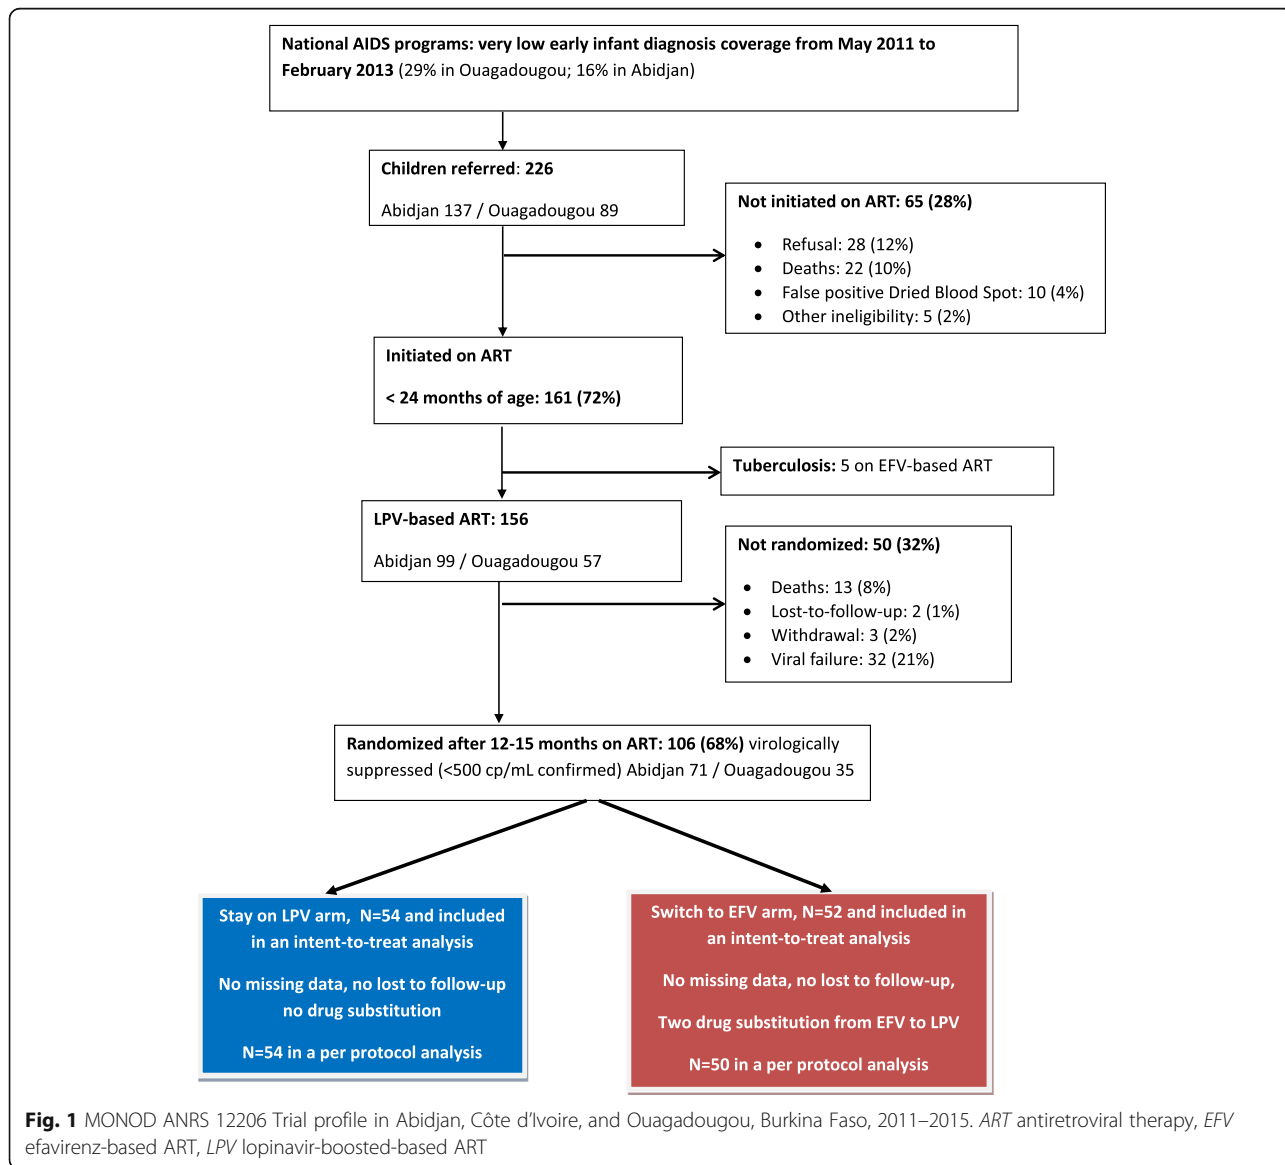 National AIDS programs: very low early infant diagnosis coverage from May 2011 to
February 2013 (29% in Ouagadougou; 16% in Abidjan)
Children referred: 226
Abidjan 137 / Ouagadougou 89
Not initiated on ART: 65 (28%)
• Refusal: 28 (12%)
• Deaths: 22 (10%)
• False positive Dried Blood Spot: 10 (4%)
• Other ineligibility: 5 (2%)
Initiated on ART
< 24 months of age: 161 (72%)
Tuberculosis: 5 on EFV-based ART
LPV-based ART: 156
Abidjan 99 / Ouagadougou 57
Not randomized: 50 (32%)
• Deaths: 13 (8%)
• Lost-to-follow-up: 2 (1%)
• Withdrawal: 3 (2%)
• Viral failure: 32 (21%)
Randomized after 12-15 months on ART: 106 (68%) virologically
suppressed (<500 cp/mL confirmed) Abidjan 71 / Ouagadougou 35
Stay on LPV arm, N=54 and included
in an intent-to-treat analysis
No missing data, no lost to follow-up
no drug substitution
N=54 in a per protocol analysis
Switch to EFV arm, N=52 and included in
an intent-to-treat analysis
No missing data, no lost to follow-up,
Two drug substitution from EFV to LPV
N=50 in a per protocol analysis
Fig. 1 MONOD ANRS 12206 Trial profile in Abidjan, Côte d'Ivoire, and Ouagadougou, Burkina Faso, 2011–2015. ART antiretroviral therapy, EFV
efavirenz-based ART, LPV lopinavir-boosted-based ART